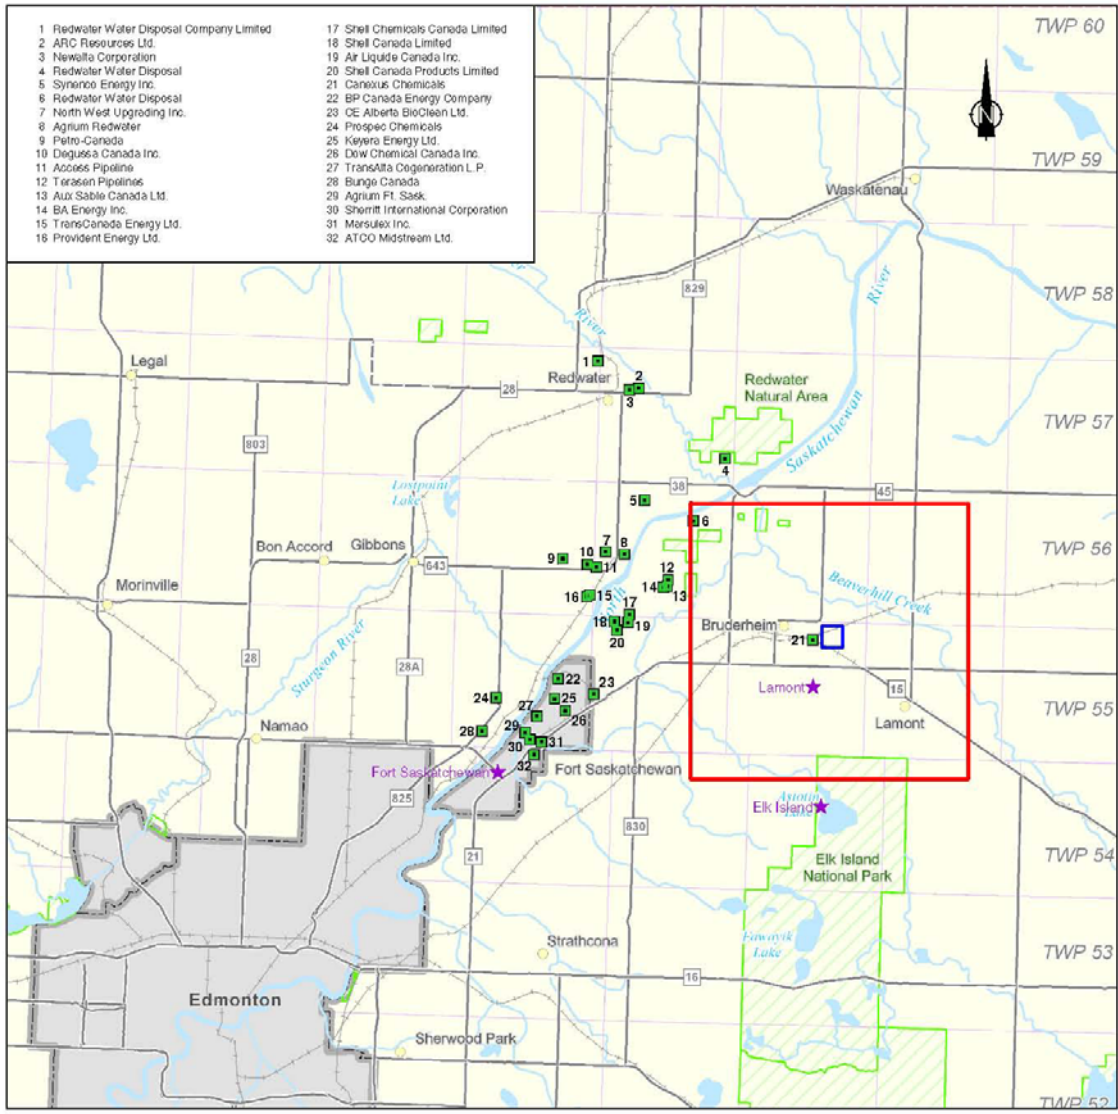 1 Redwater Water Disposal Company Limited
2 ARC Resources Ltd.
3 Newalta Corporation
4 Redwater Water Disposal
5 Synenco Energy Inc.
6 Redwater Water Disposal
7 North West Upgrading Inc.
8 Agrium Redwater
9 Petro-Canada
10 Degussa Canada Inc.
11 Access Pipeline
12 Terasen Pipelines
13 Aux Sable Canada Ltd.
14 BA Energy Inc.
15 TransCanada Energy Ltd.
16 Provident Energy Ltd.
17 Shell Chemicals Canada Limited
18 Shell Canada Limited
19 Air Liquide Canada Inc.
20 Shell Canada Products Limited
21 Canexus Chemicals
22 BP Canada Energy Company
23 CE Alberta BioClean Ltd.
24 Prospec Chemicals
25 Keyera Energy Ltd.
26 Dow Chemical Canada Inc.
27 TransAlta Cogeneration L.P.
28 Bunge Canada
29 Agrium Ft. Sask.
30 Sherritt International Corporation
31 Marsulex Inc.
32 ATCO Midstream Ltd.
TWP 60
N
TWP 59
Waskatenau
River
829
TWP 58
River
1
Legal
Redwater
2
28
3
Redwater
Natural Area
TWP 57
803
Saskatchewan
4
Lostpoint
Lake
38
45
5
6
Bon Accord
Gibbons
643
9
10
7
8
11
TWP 56
12
14
13
Morinville
16
15
North
17
18
19
20
Beaverhill Creek
Bruderheim
21
Sturgeon River
28
28A
22
23
24
25
26
27
Lamont
15
Lamont
TWP 55
Namao
28
29
30
31
32
Fort Saskatchewan
Fort Saskatchewan
825
Astotin
Lake
Elk Island
830
21
Elk Island
National Park
TWP 54
Strathcona
Lake
TWP 53
16
Edmonton
Sherwood Park
TWP 52